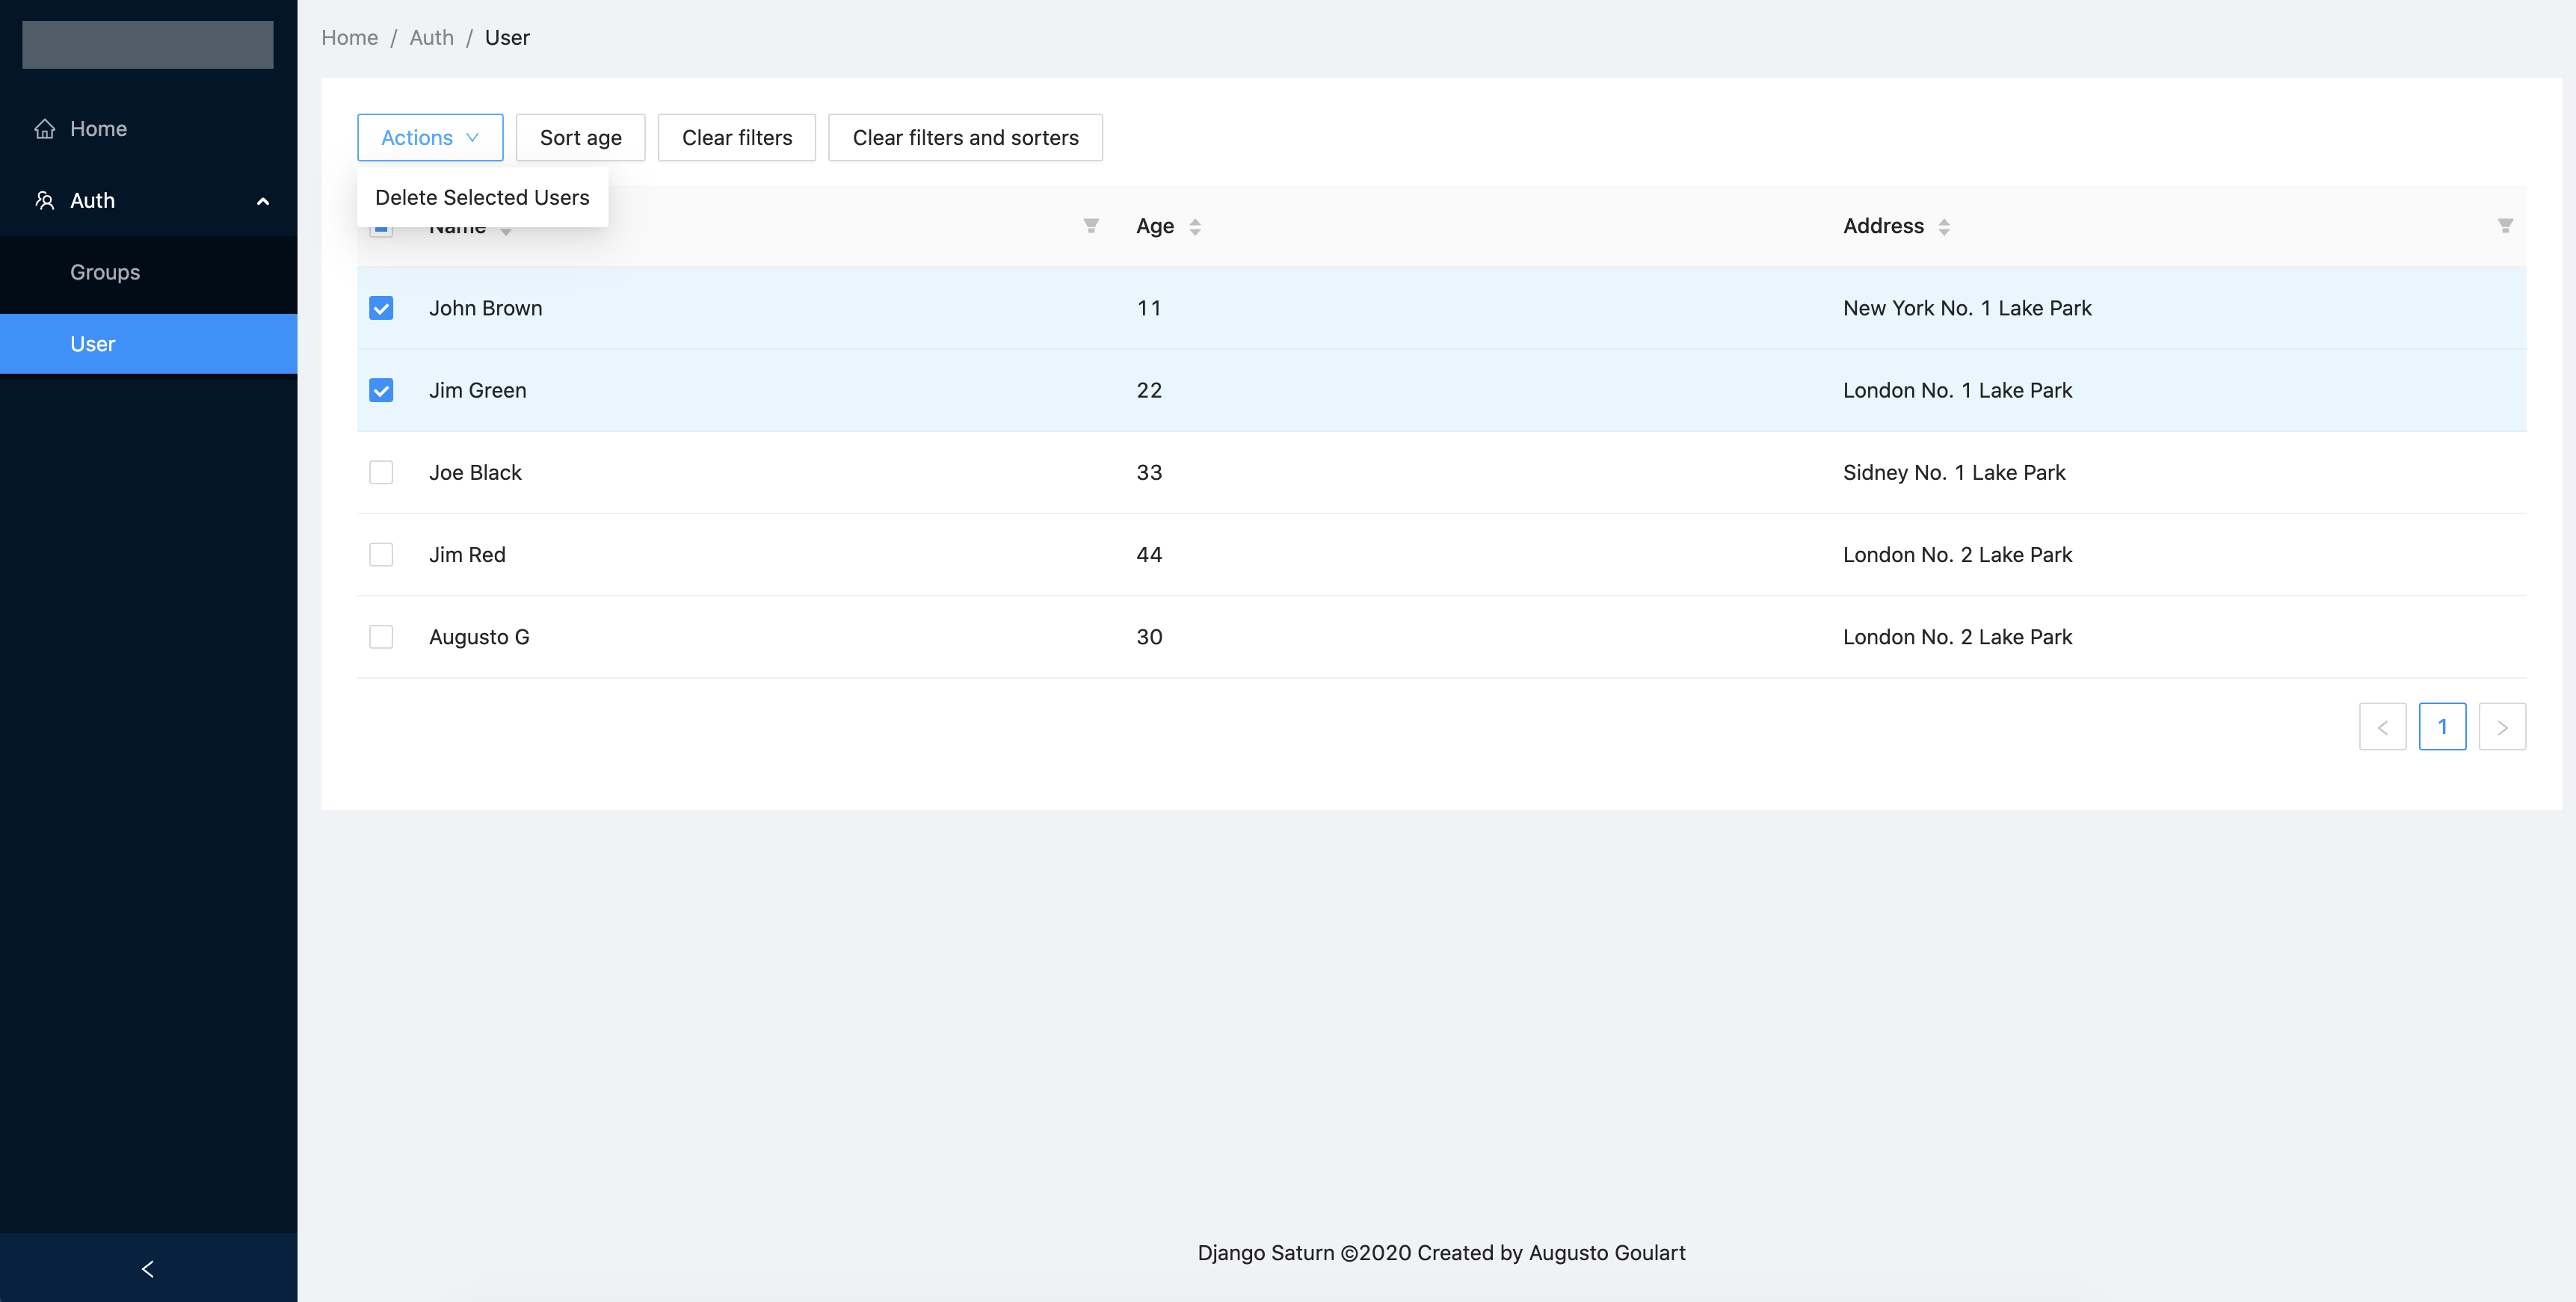 Home / Auth / User
Home
Auth
Groups
User
Actions Sort age Clear filters Clear filters and sorters
Delete Selected Users
Name Age Address
John Brown 11 New York No. 1 Lake Park
Jim Green 22 London No. 1 Lake Park
Joe Black 33 Sidney No. 1 Lake Park
Jim Red 44 London No. 2 Lake Park
Augusto G 30 London No. 2 Lake Park
1
Django Saturn ©2020 Created by Augusto Goulart